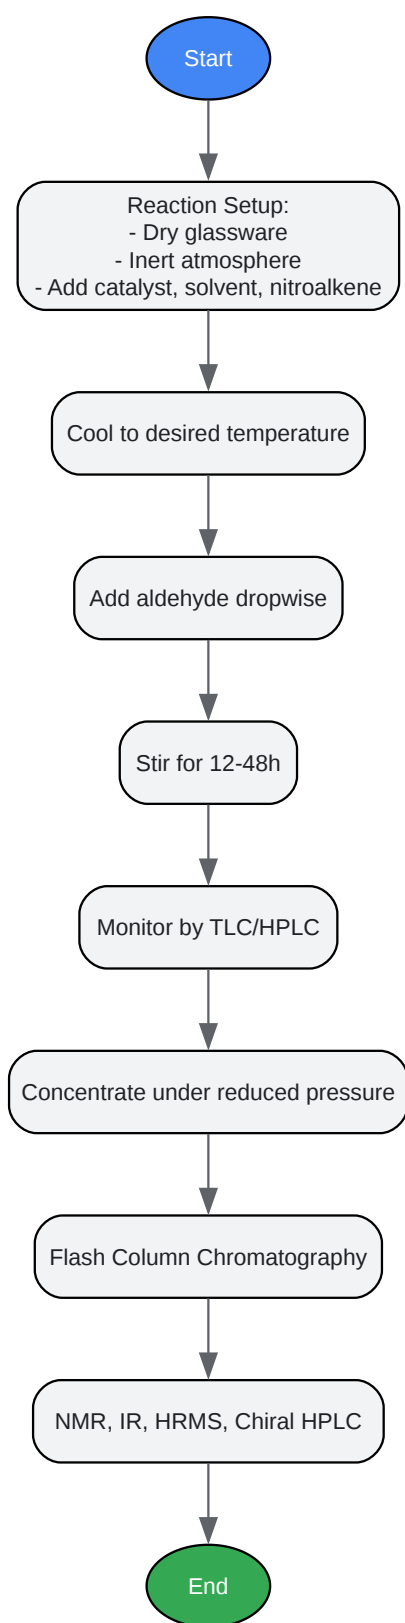 Start
Reaction Setup:
- Dry glassware
- Inert atmosphere
- Add catalyst, solvent, nitroalkene
Cool to desired temperature
Add aldehyde dropwise
Stir for 12-48h
Monitor by TLC/HPLC
Concentrate under reduced pressure
Flash Column Chromatography
NMR, IR, HRMS, Chiral HPLC
End